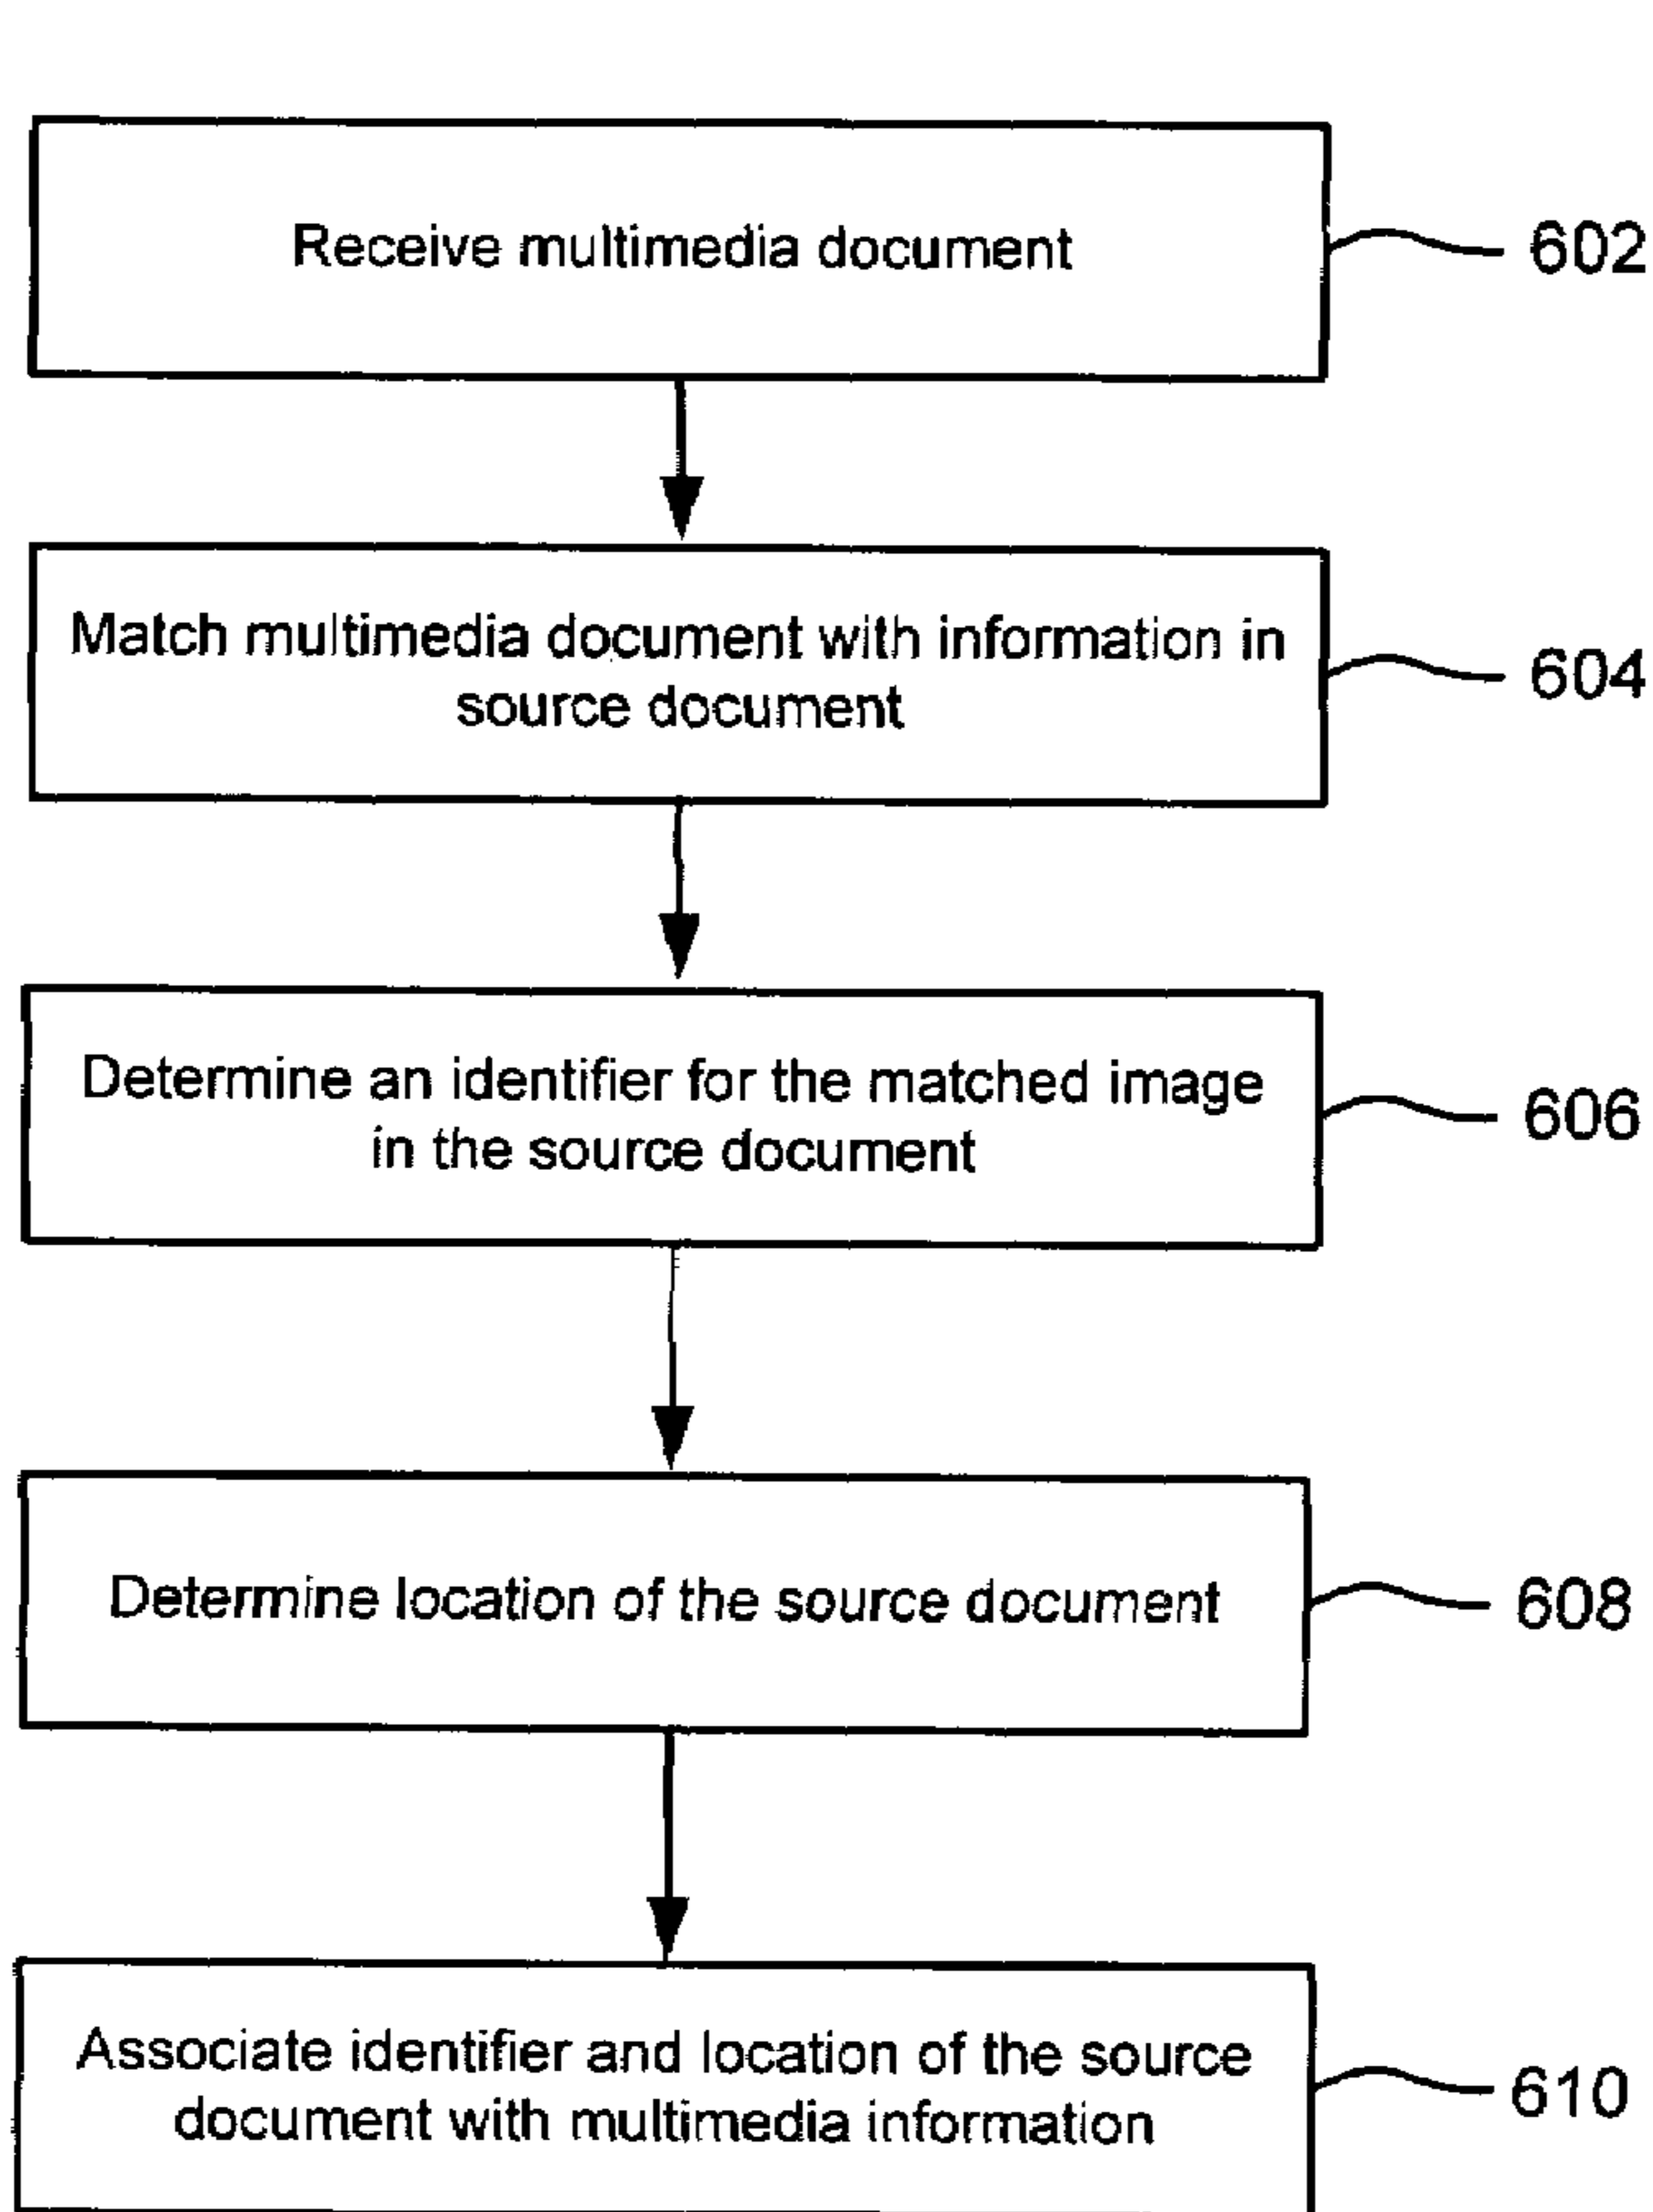 Receive multimedia document
602
Match multimedia document with information in
source document
604
Determine an identifier for the matched image
in the source document
606
Determine location of the source document
608
Associate identifier and location of the source
document with multimedia information
610